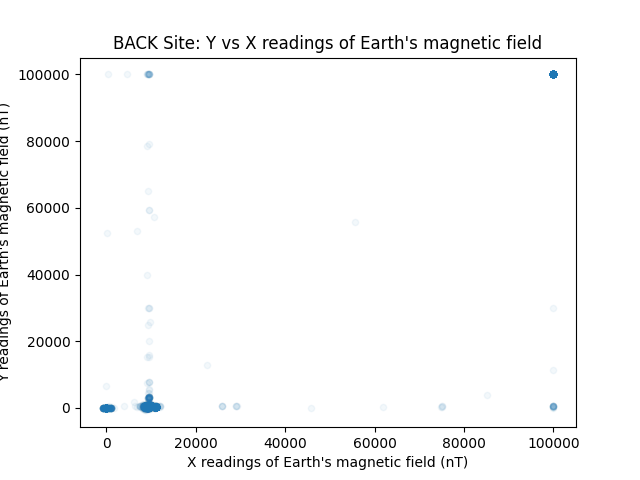 BACK Site: Y vs X readings of Earth's magnetic field
Y readings of Earth's magnetic field (nT)
100000
80000
60000
40000
20000
0
0 20000 40000 60000 80000 100000
X readings of Earth's magnetic field (nT)